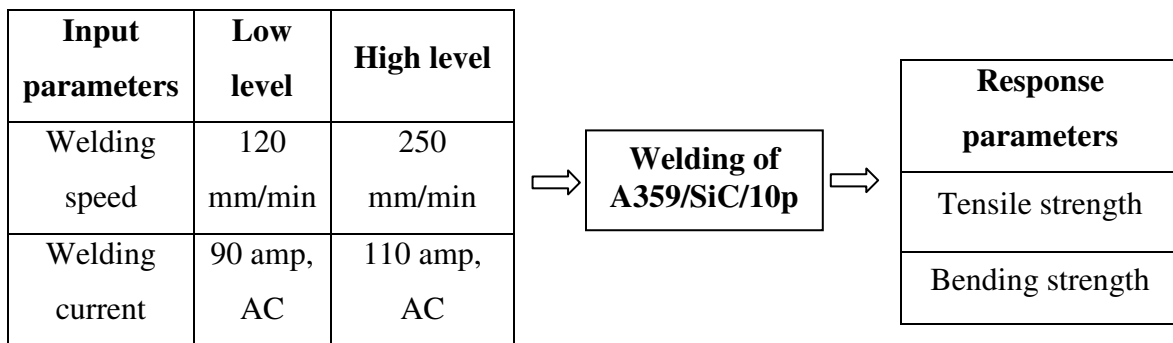 Input
parameters
Low
level
High level
Welding
speed
120
mm/min
250
mm/min
Welding
current
90 amp,
AC
110 amp,
AC
Welding of
A359/SiC/10p
Response
parameters
Tensile strength
Bending strength